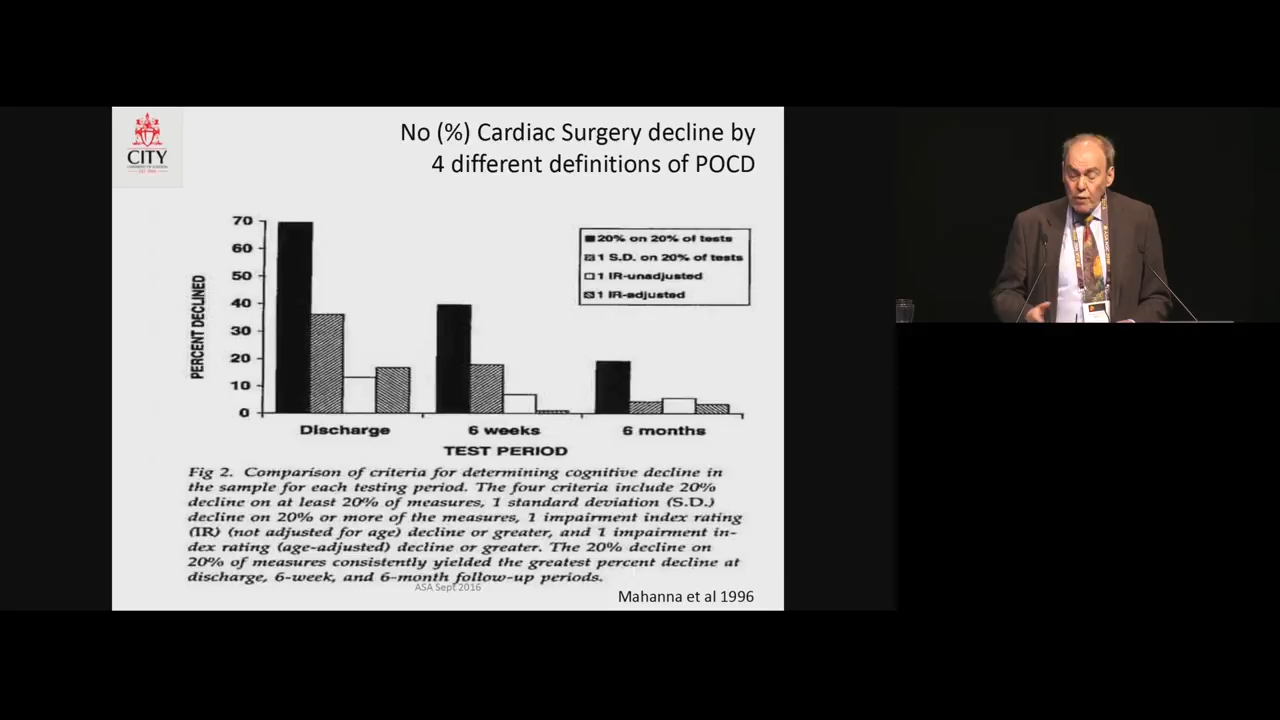 CITY
No (%) Cardiac Surgery decline by
4 different definitions of POCD
70
60
50
40
30
20
10
0
PERCENT DECLINED
20% on 20% of tests
1 S.D. on 20% of tests
1 IR-unadjusted
1 IR-adjusted
Discharge
6 weeks
6 months
TEST PERIOD
Fig 2. Comparison of criteria for determining cognitive decline in
the sample for each testing period. The four criteria include 20%
decline on at least 20% of measures, 1 standard deviation (S.D.)
decline on 20% or more of the measures, 1 impairment index rating
(IR) (not adjusted for age) decline or greater, and 1 impairment in-
dex rating (age-adjusted) decline or greater. The 20% decline on
20% of measures consistently yielded the greatest percent decline at
discharge, 6-week, and 6-month follow-up periods.
ASA Sept 2016
Mahanna et al 1996